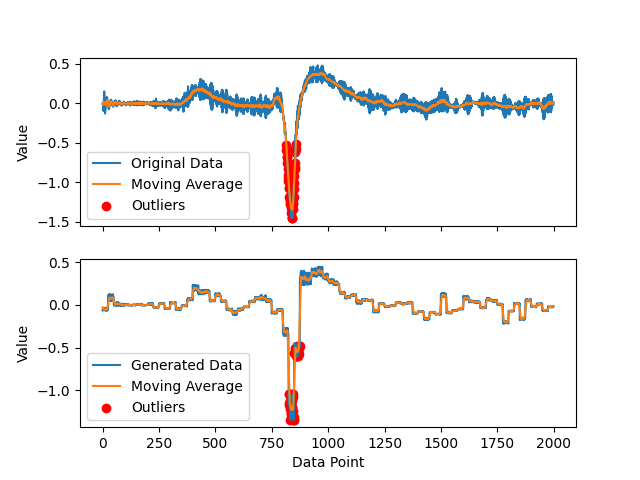 0.5
0.0
−0.5
−1.0
−1.5
Value
Original Data
Moving Average
Outliers
0.5
0.0
−0.5
−1.0
Value
Generated Data
Moving Average
Outliers
0 250 500 750 1000 1250 1500 1750 2000
Data Point